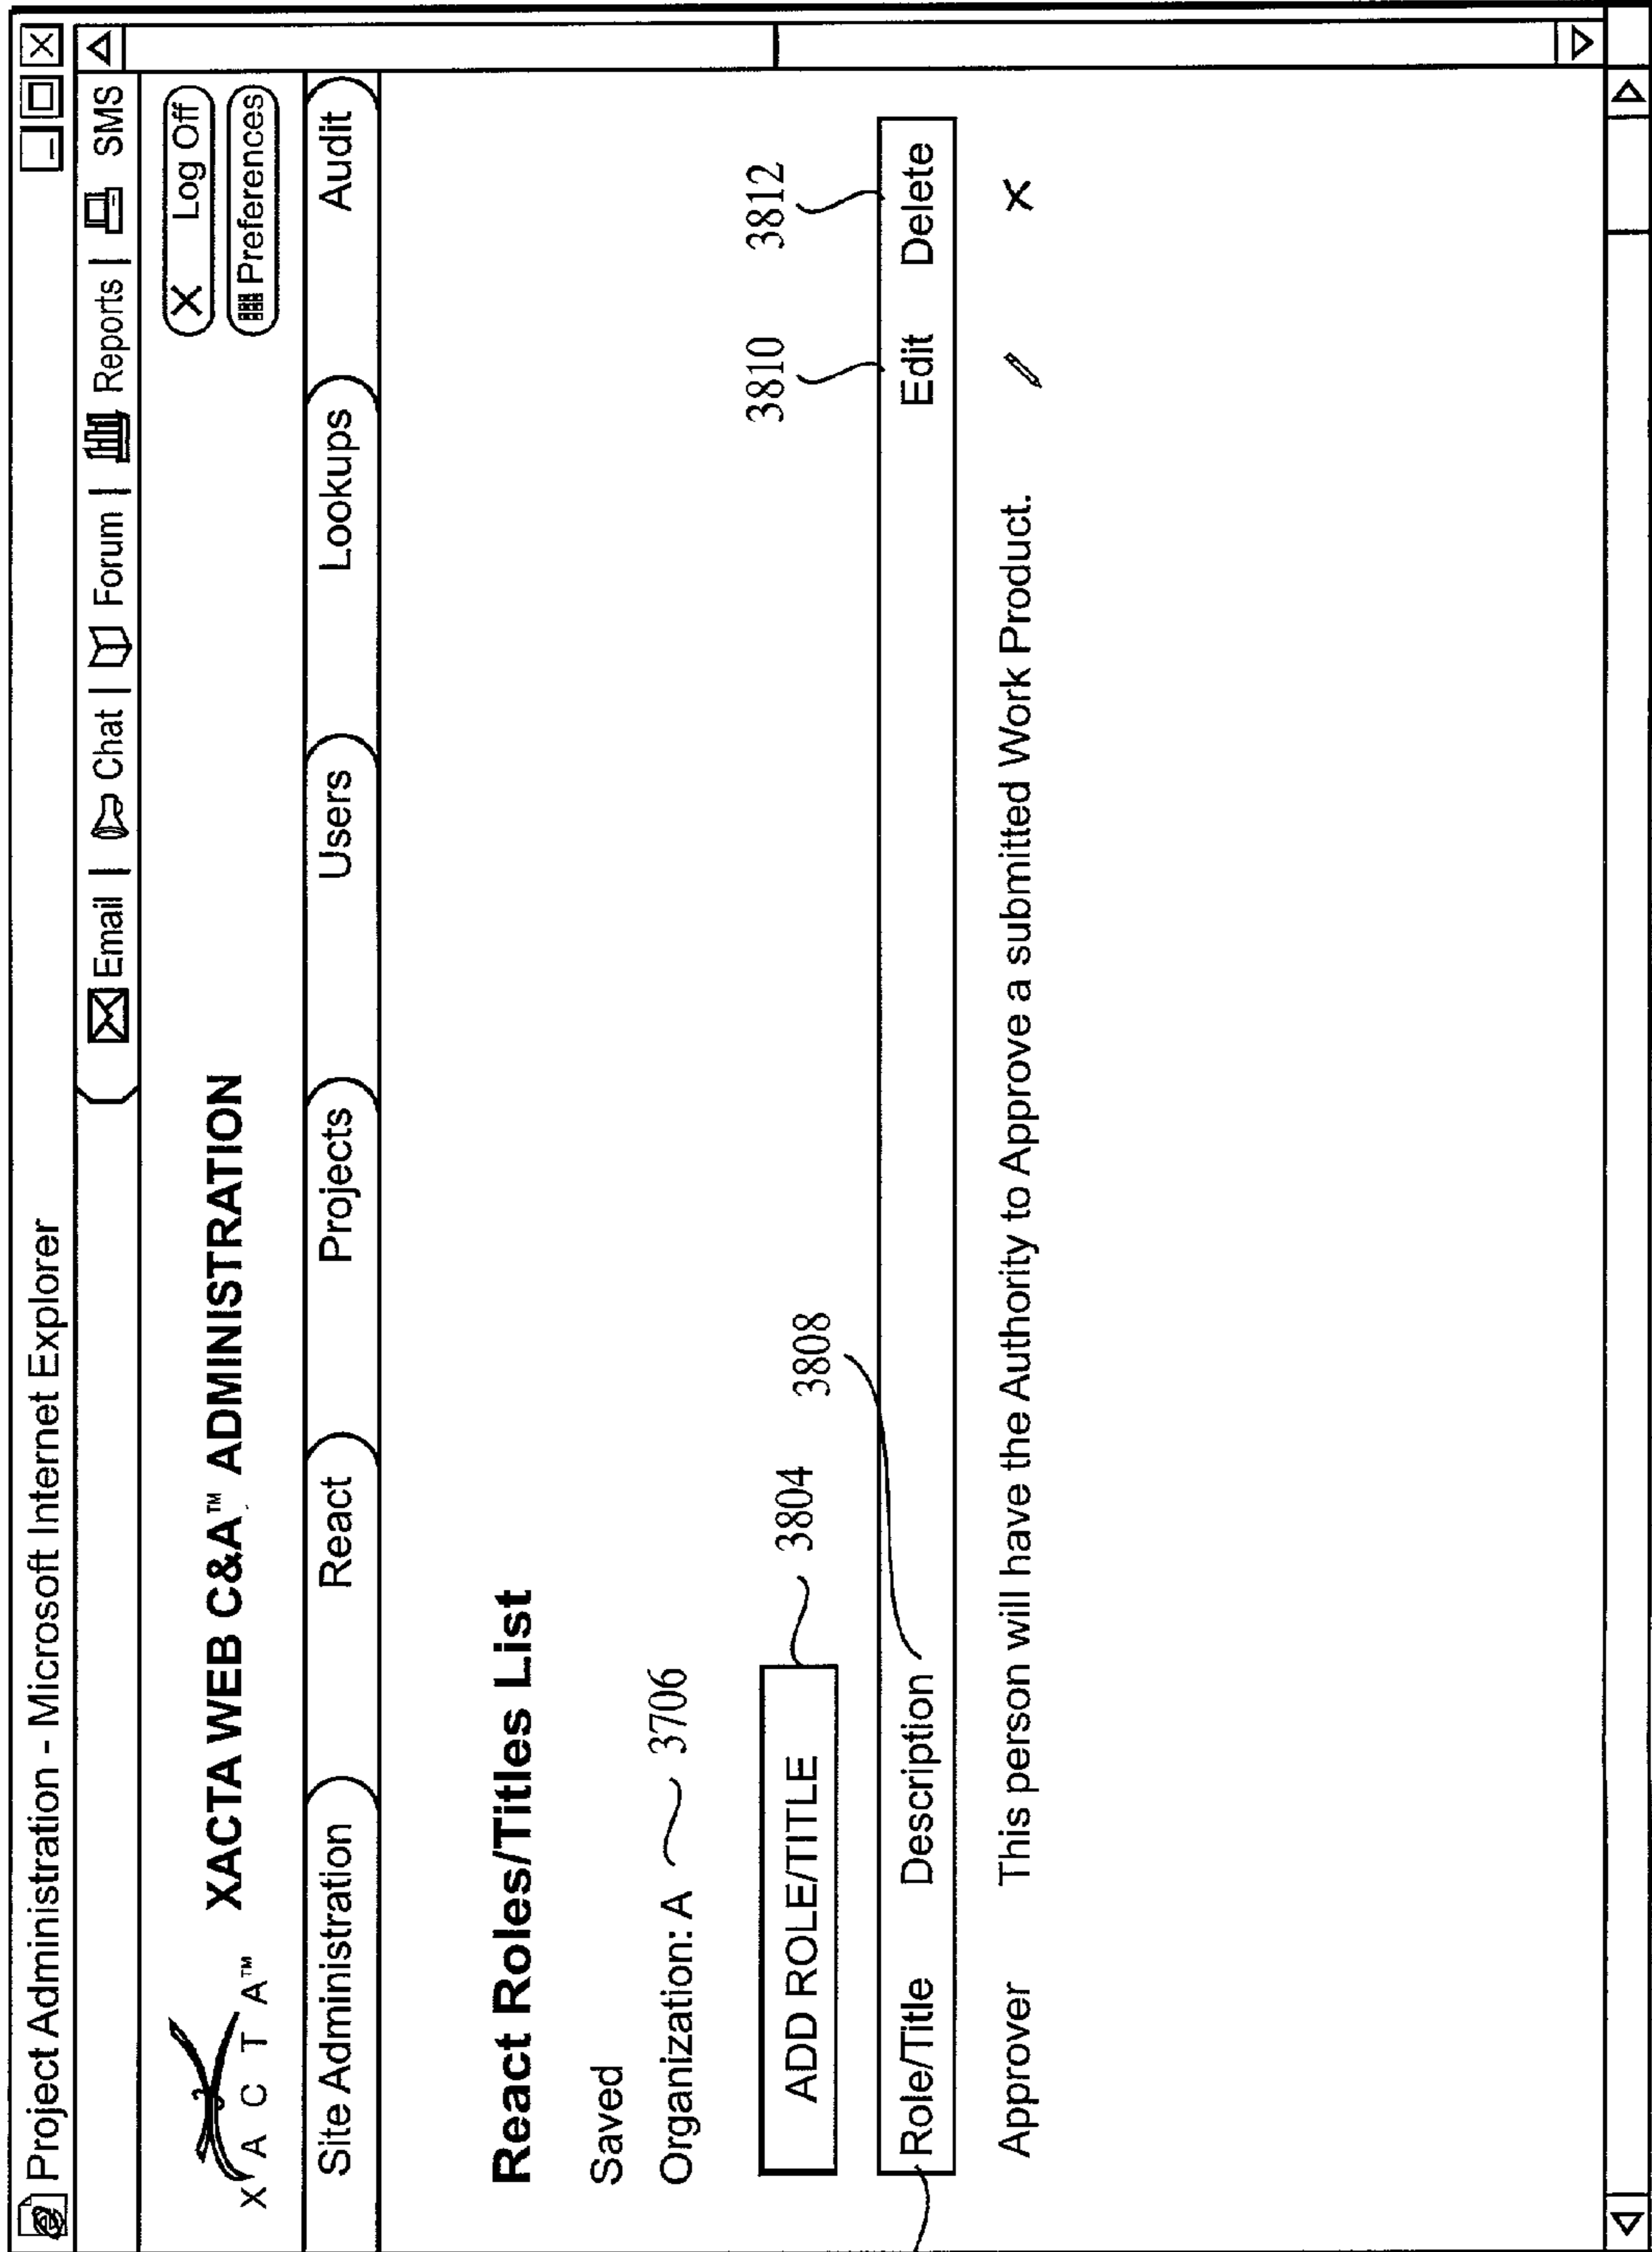 Project Administration - Microsoft Internet Explorer
Email | Chat | Forum | Reports | SMS
X A C T A™ XACTA WEB C&A™ ADMINISTRATION
X Log Off
Preferences
Site Administration React Projects Users Lookups Audit
React Roles/Titles List
Saved
Organization: A 3706
ADD ROLE/TITLE 3804 3808 3810 3812
Role/Title Description Edit Delete
Approver This person will have the Authority to Approve a submitted Work Product. X